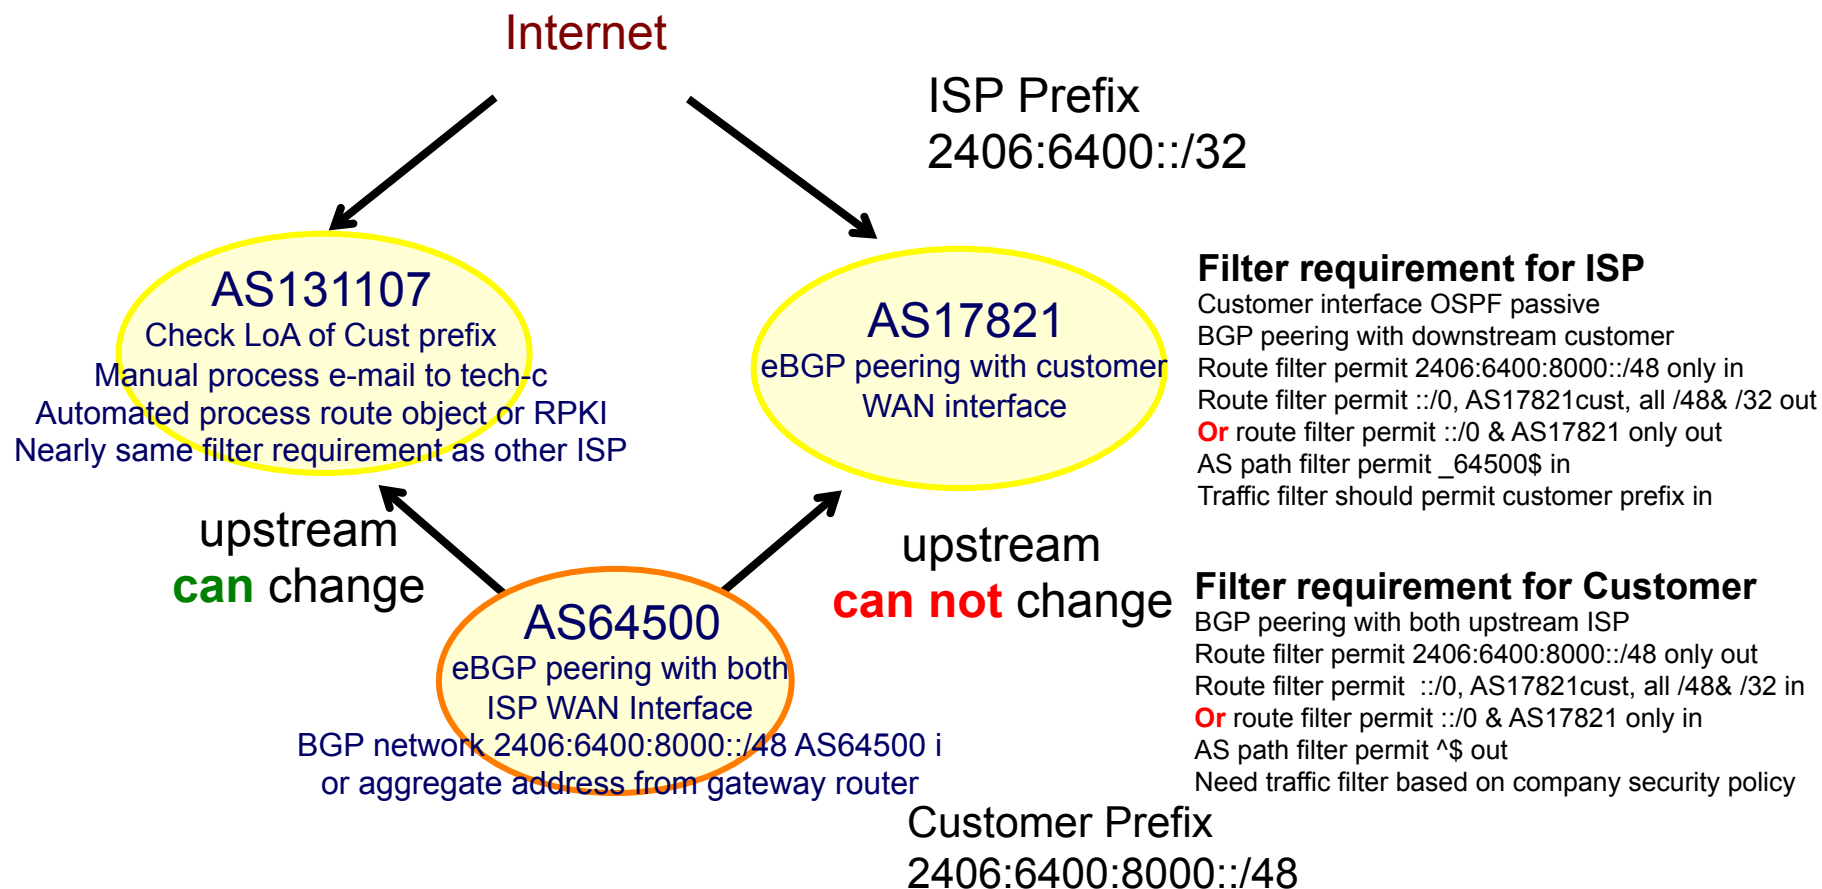 Internet
ISP Prefix
2406:6400::/32
AS131107
Check LoA of Cust prefix
Manual process e-mail to tech-c
Automated process route object or RPKI
Nearly same filter requirement as other ISP
AS17821
eBGP peering with customer
WAN interface
Filter requirement for ISP
Customer interface OSPF passive
BGP peering with downstream customer
Route filter permit 2406:6400:8000::/48 only in
Route filter permit ::/0, AS17821cust, all /48& /32 out
Or route filter permit ::/0 & AS17821 only out
AS path filter permit _64500$ in
Traffic filter should permit customer prefix in
upstream
can change
upstream
can not change
AS64500
eBGP peering with both
ISP WAN Interface
BGP network 2406:6400:8000::/48 AS64500 i
or aggregate address from gateway router
Filter requirement for Customer
BGP peering with both upstream ISP
Route filter permit 2406:6400:8000::/48 only out
Route filter permit  ::/0, AS17821cust, all /48& /32 in
Or route filter permit ::/0 & AS17821 only in
AS path filter permit ^$ out
Need traffic filter based on company security policy
Customer Prefix
2406:6400:8000::/48